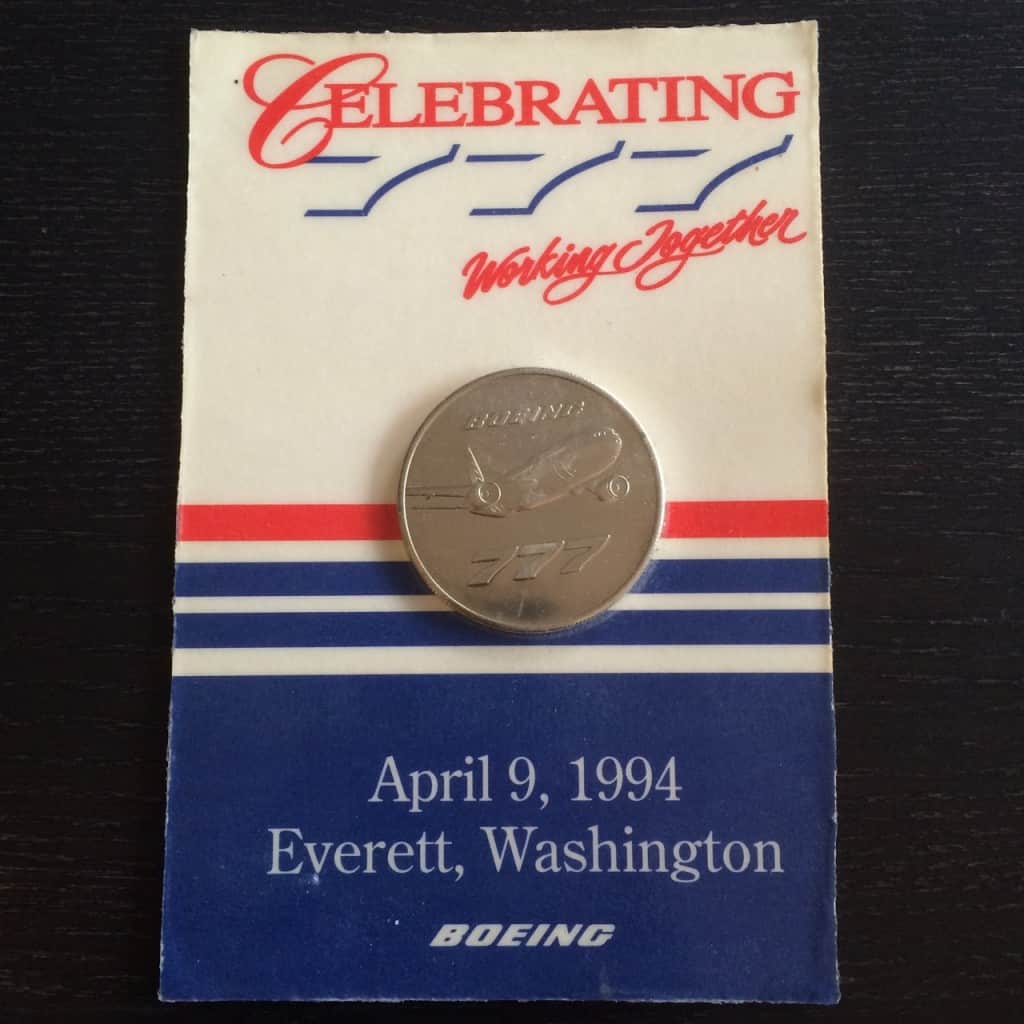 CELEBRATING
777
Working Together
BOEING
777
April 9, 1994
Everett, Washington
BOEING